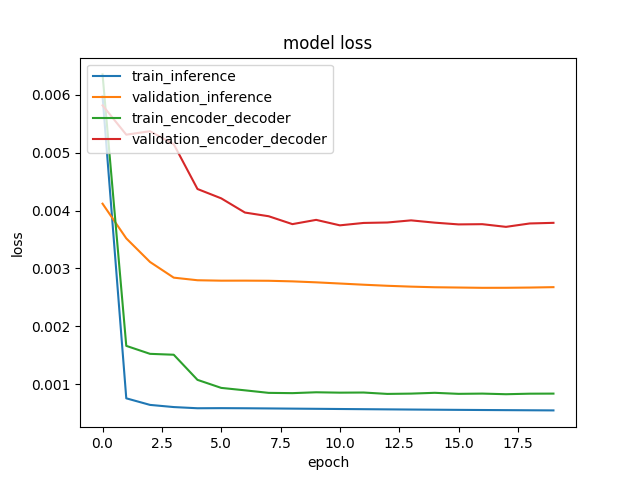 model loss
train_inference
validation_inference
train_encoder_decoder
validation_encoder_decoder
0.006
0.005
0.004
0.003
0.002
0.001
loss
0.0 2.5 5.0 7.5 10.0 12.5 15.0 17.5
epoch